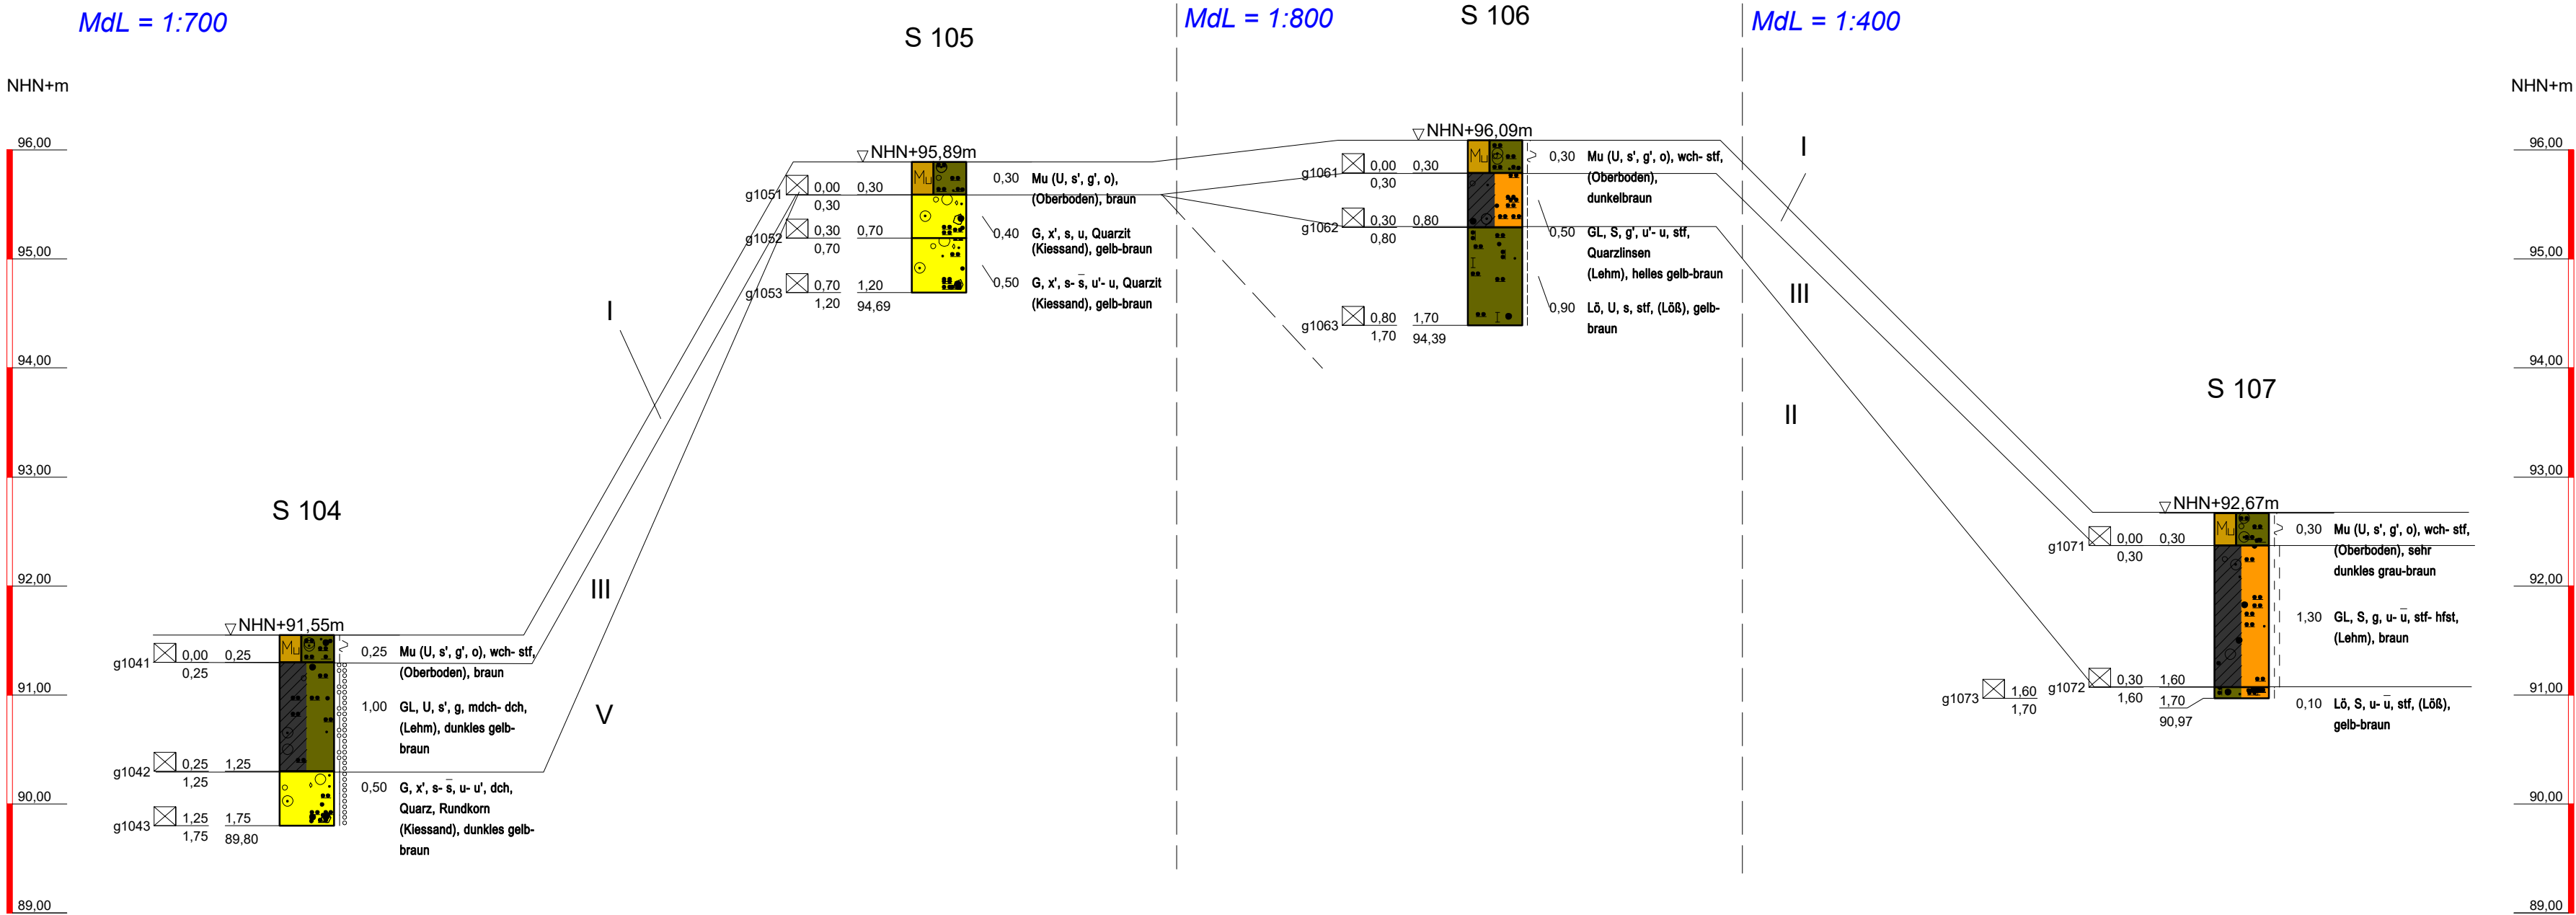 MdL = 1:700
MdL = 1:800
MdL = 1:400
NHN+m
96,00
95,00
94,00
93,00
92,00
91,00
90,00
89,00
S 104
NHN+91,55m
Mu
g1041
0,00 0,25
0,25
g1042
0,25 1,25
1,25
g1043
1,25 1,75
1,75 89,80
0,25 Mu (U, s', g', o), wch- stf,
(Oberboden), braun
1,00 GL, U, s', g, mdch- dch,
(Lehm), dunkles gelb-
braun
0,50 G, x', s- s̅, u- u', dch,
Quarz, Rundkorn
(Kiessand), dunkles gelb-
braun
I
III
V
S 105
NHN+95,89m
Mu
g1051
0,00 0,30
0,30
g1052
0,30 0,70
0,70
g1053
0,70 1,20
1,20 94,69
0,30 Mu (U, s', g', o),
(Oberboden), braun
0,40 G, x', s, u, Quarzit
(Kiessand), gelb-braun
0,50 G, x', s- s̅, u'- u, Quarzit
(Kiessand), gelb-braun
S 106
NHN+96,09m
Mu
g1061
0,00 0,30
0,30
g1062
0,30 0,80
0,80
g1063
0,80 1,70
1,70 94,39
0,30 Mu (U, s', g', o), wch- stf,
(Oberboden),
dunkelbraun
0,50 GL, S, g', u'- u, stf,
Quarzlinsen
(Lehm), helles gelb-braun
0,90 Lö, U, s, stf, (Löß), gelb-
braun
I
III
II
S 107
NHN+92,67m
Mu
g1071
0,00 0,30
0,30
g1072
0,30 1,60
1,60
g1073
1,60
1,70
1,70
90,97
0,30 Mu (U, s', g', o), wch- stf,
(Oberboden), sehr
dunkles grau-braun
1,30 GL, S, g, u- u̅, stf- hfst,
(Lehm), braun
0,10 Lö, S, u- u̅, stf, (Löß),
gelb-braun
NHN+m
96,00
95,00
94,00
93,00
92,00
91,00
90,00
89,00